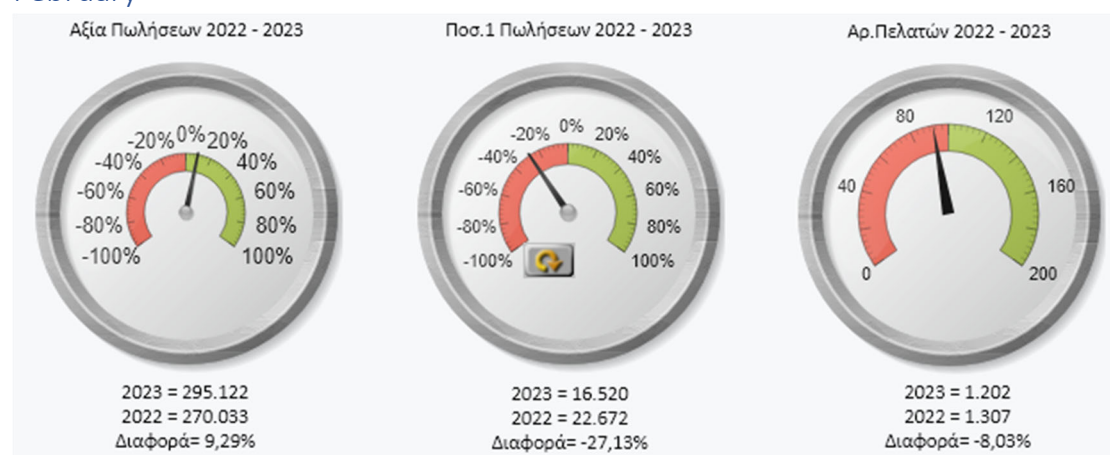 February
Αξία Πωλήσεων 2022 - 2023
-100%
-80%
-60%
-40%
-20%
0%
20%
40%
60%
80%
100%
2023 = 295.122
2022 = 270.033
Διαφορά= 9,29%
Ποσ.1 Πωλήσεων 2022 - 2023
-100%
-80%
-60%
-40%
-20%
0%
20%
40%
60%
80%
100%
2023 = 16.520
2022 = 22.672
Διαφορά= -27,13%
Αρ.Πελατών 2022 - 2023
0
40
80
120
160
200
2023 = 1.202
2022 = 1.307
Διαφορά= -8,03%